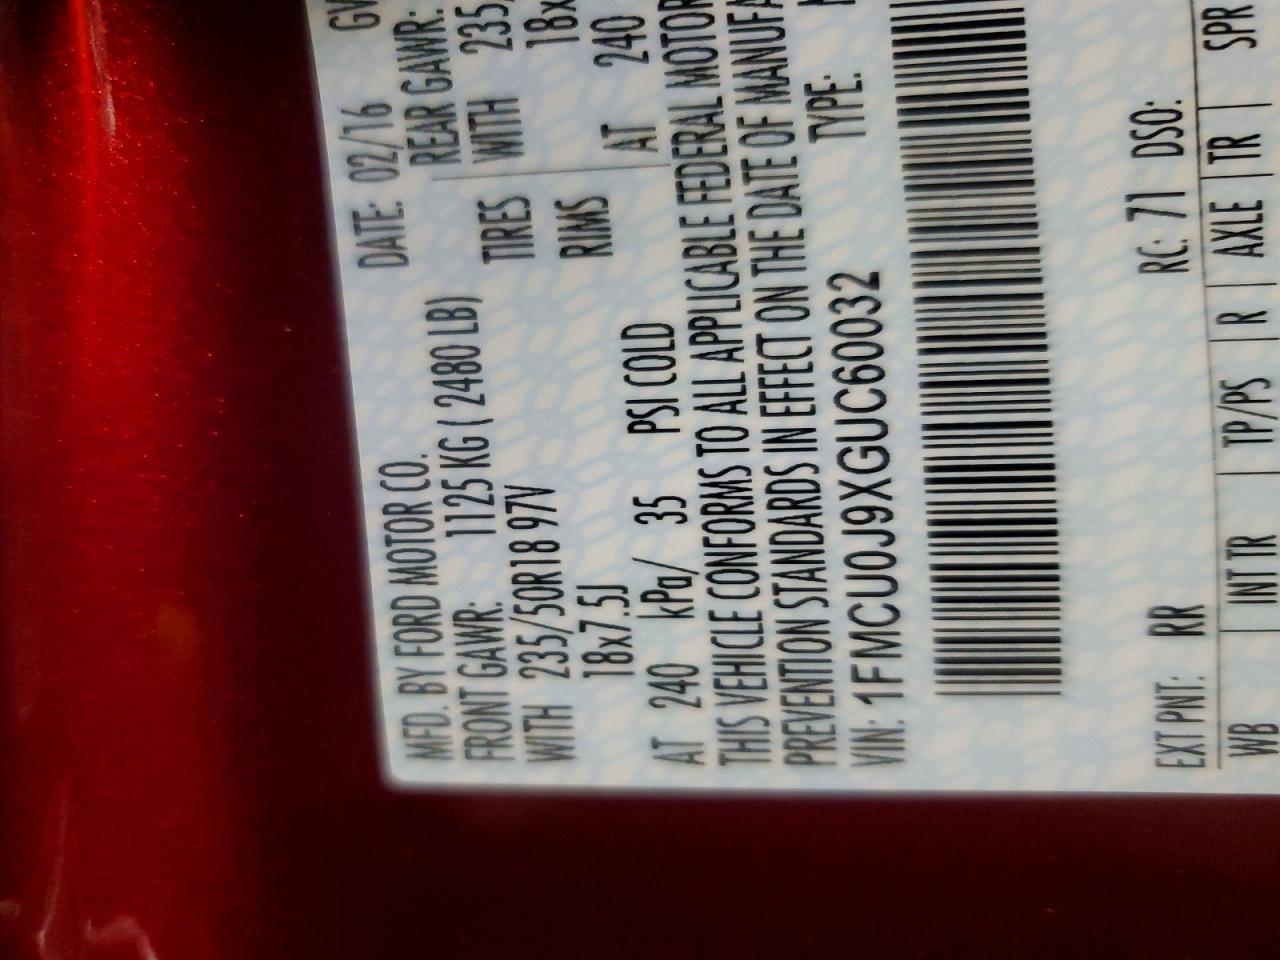 MFD. BY FORD MOTOR CO.
DATE: 02/16
GV
FRONT GAWR: 1125 KG ( 2480 LB)
REAR GAWR:
WITH 235/50R18 97V
TIRES
WITH 235/
18x7.5J
RIMS
18x
AT 240 kPa/ 35 PSI COLD
AT 240
THIS VEHICLE CONFORMS TO ALL APPLICABLE FEDERAL MOTOR
PREVENTION STANDARDS IN EFFECT ON THE DATE OF MANUFA
VIN: 1FMCU0J9XGUC60032
TYPE:
EXT PNT: RR RC: 71 DSO:
WB | INT TR | TP/PS | R | AXLE | TR | SPR